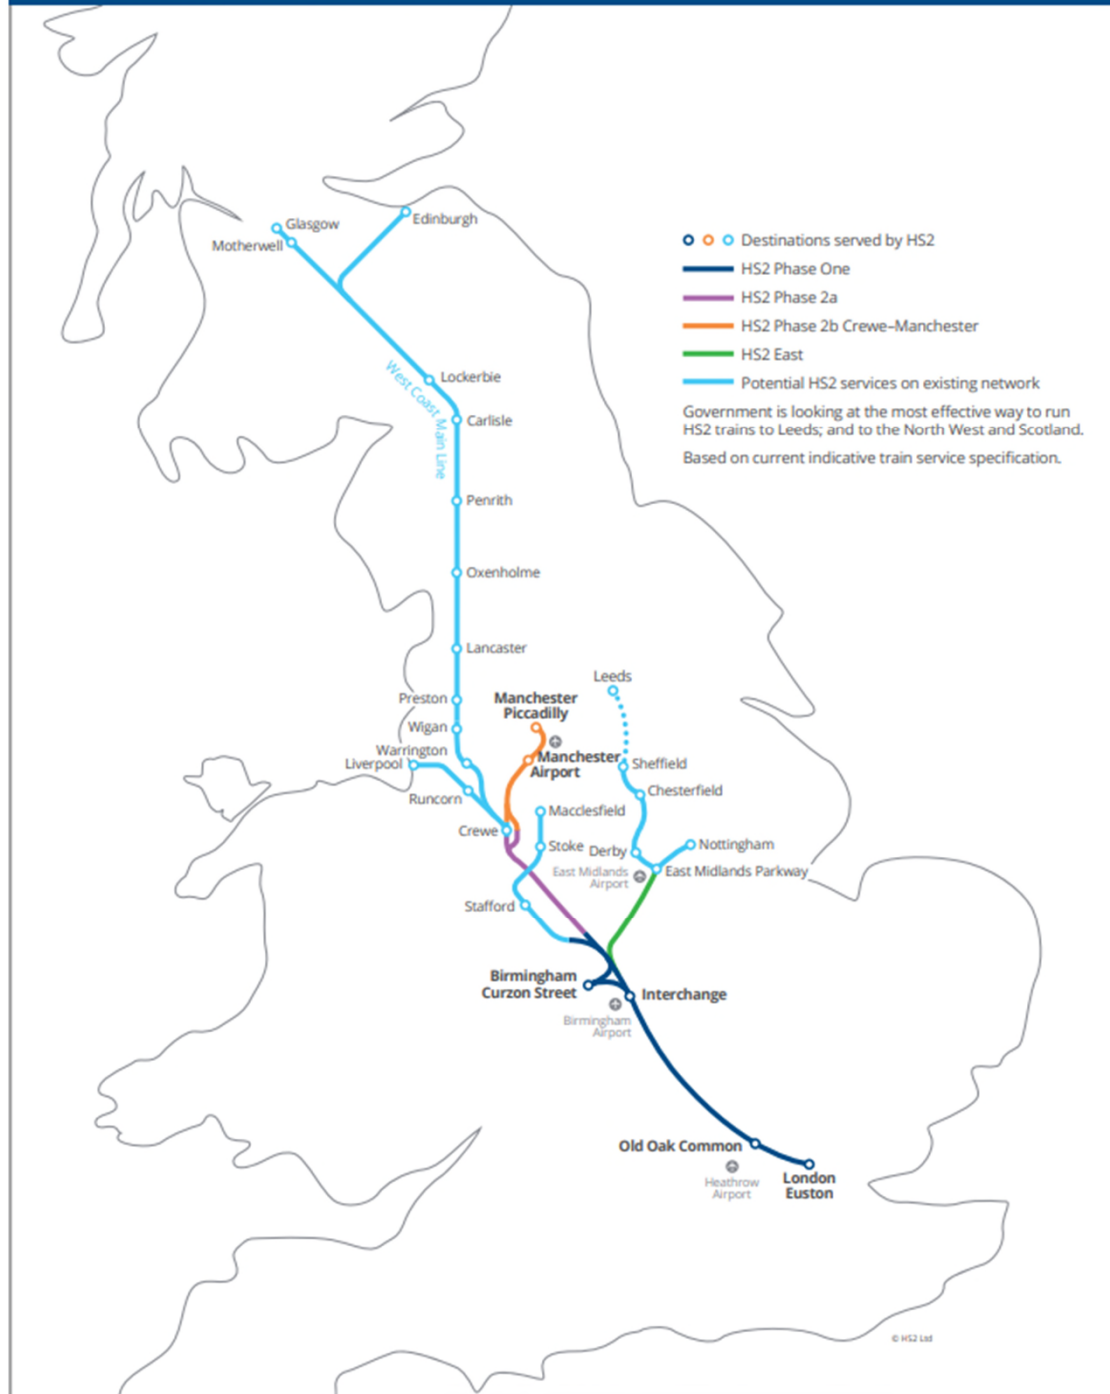 Glasgow
Motherwell
Edinburgh
Destinations served by HS2
HS2 Phase One
HS2 Phase 2a
HS2 Phase 2b Crewe–Manchester
HS2 East
Potential HS2 services on existing network
Government is looking at the most effective way to run
HS2 trains to Leeds; and to the North West and Scotland.
Based on current indicative train service specification.
West Coast Main Line
Lockerbie
Carlisle
Penrith
Oxenholme
Lancaster
Preston
Wigan
Warrington
Liverpool
Runcorn
Crewe
Manchester
Piccadilly
Manchester
Airport
Leeds
Sheffield
Chesterfield
Macclesfield
Stoke
Derby
Nottingham
East Midlands
Airport
East Midlands Parkway
Stafford
Birmingham
Curzon Street
Interchange
Birmingham
Airport
Old Oak Common
Heathrow
Airport
London
Euston
© HS2 Ltd